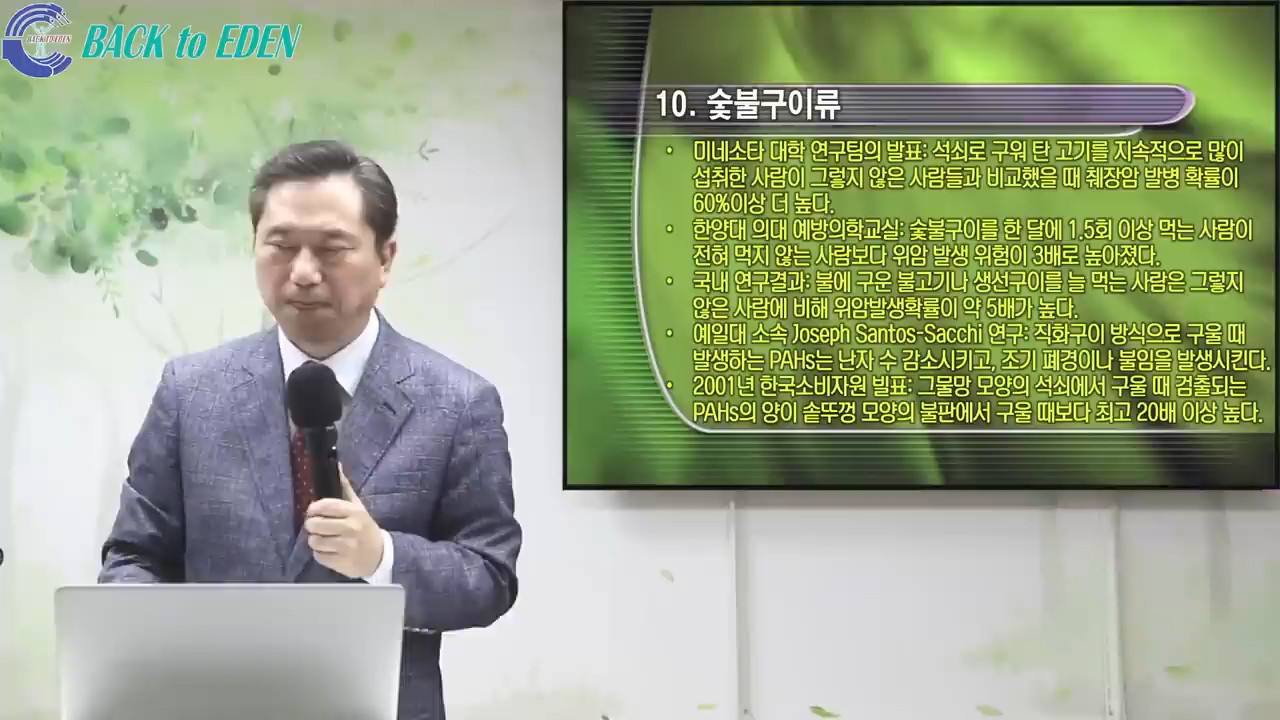 BACK to EDEN
BACK TO EDEN
10. 숯불구이류
• 미네소타 대학 연구팀의 발표: 석쇠로 구워 탄 고기를 지속적으로 많이
섭취한 사람이 그렇지 않은 사람들과 비교했을 때 췌장암 발병 확률이
60%이상 더 높다.
• 한양대 의대 예방의학교실: 숯불구이를 한 달에 1.5회 이상 먹는 사람이
전혀 먹지 않는 사람보다 위암 발생 위험이 3배로 높아졌다.
• 국내 연구결과: 불에 구운 불고기나 생선구이를 늘 먹는 사람은 그렇지
않은 사람에 비해 위암발생확률이 약 5배가 높다.
• 예일대 소속 Joseph Santos-Sacchi 연구: 직화구이 방식으로 구울 때
발생하는 PAHs는 난자 수 감소시키고, 조기 폐경이나 불임을 발생시킨다.
• 2001년 한국소비자원 빌표: 그물망 모양의 석쇠에서 구울 때 검출되는
PAHs의 양이 솥뚜껑 모양의 불판에서 구울 때보다 최고 20배 이상 높다.